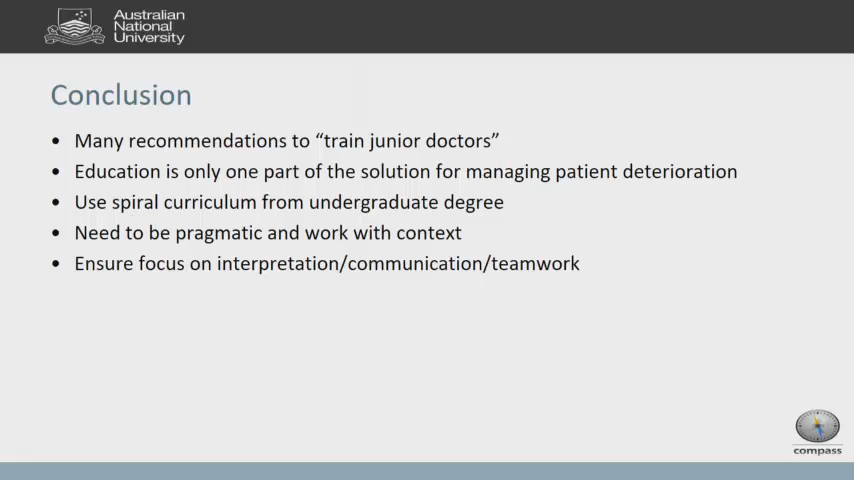 Australian
National
University
Conclusion
• Many recommendations to “train junior doctors”
• Education is only one part of the solution for managing patient deterioration
• Use spiral curriculum from undergraduate degree
• Need to be pragmatic and work with context
• Ensure focus on interpretation/communication/teamwork
compass